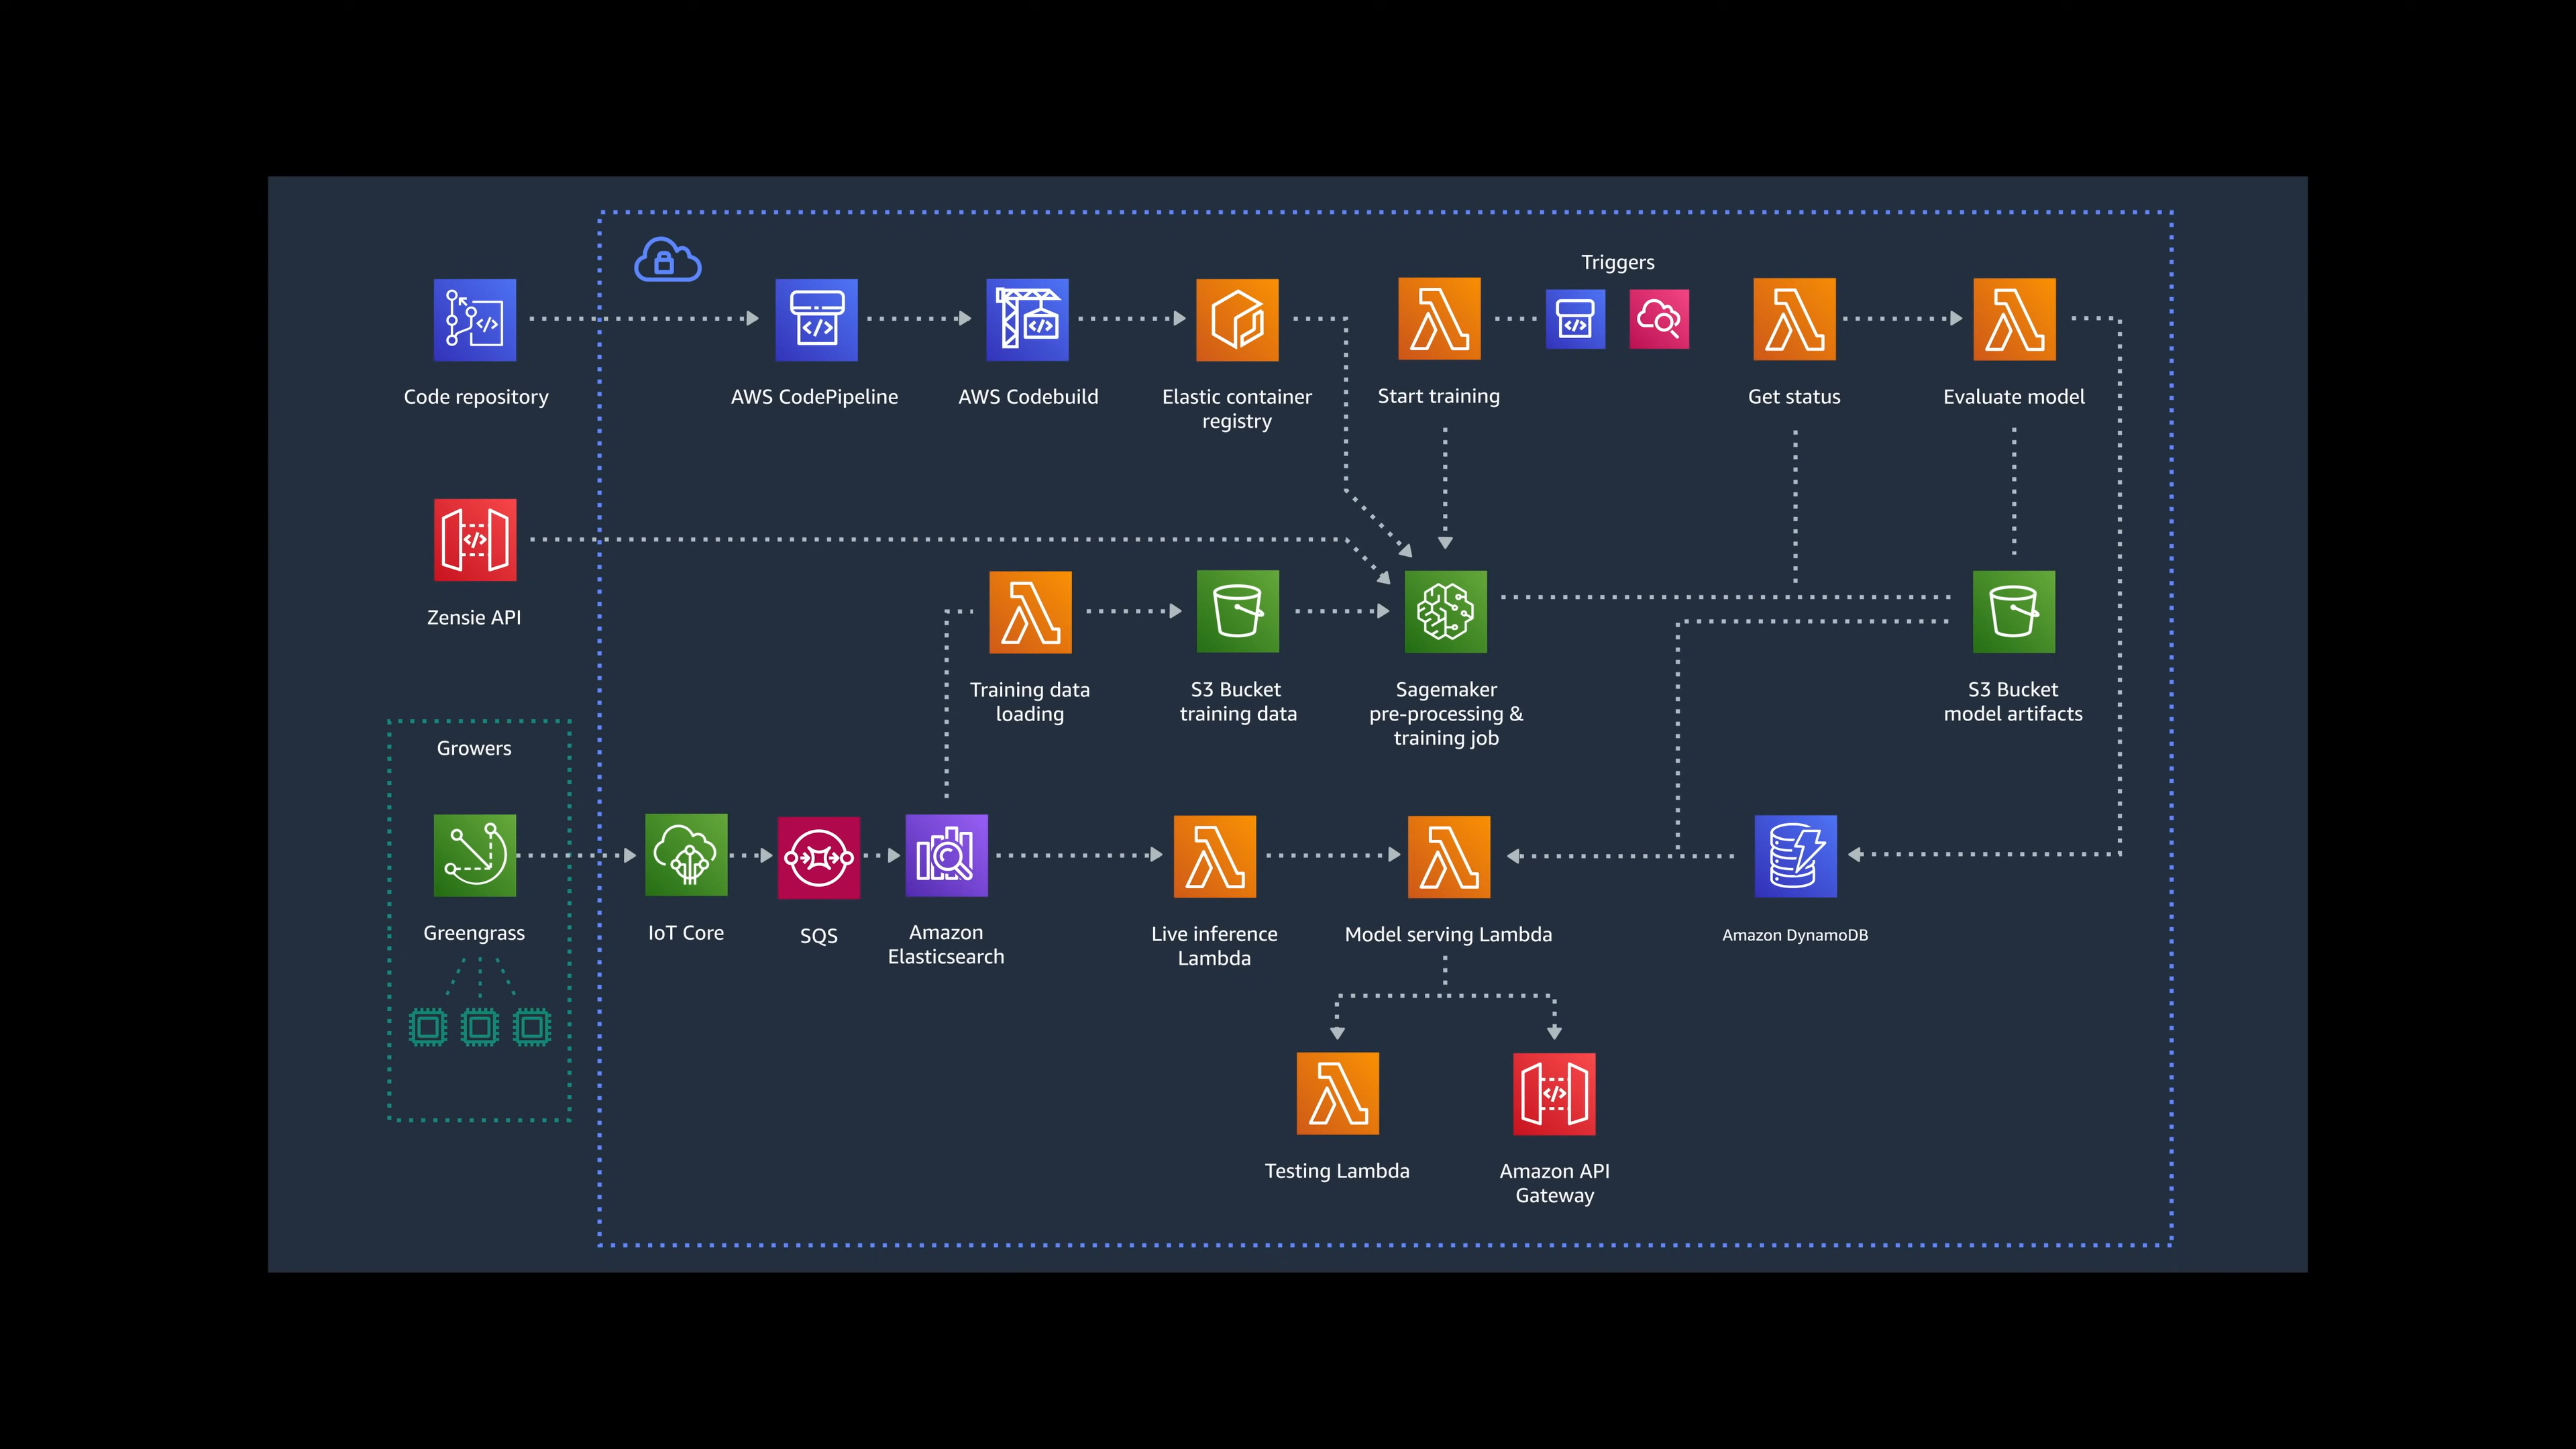 Triggers
Code repository
AWS CodePipeline
AWS Codebuild
Elastic container
registry
Start training
Get status
Evaluate model
Zensie API
Training data
loading
S3 Bucket
training data
Sagemaker
pre-processing &
training job
S3 Bucket
model artifacts
Growers
Greengrass
IoT Core
SQS
Amazon
Elasticsearch
Live inference
Lambda
Model serving Lambda
Amazon DynamoDB
Testing Lambda
Amazon API
Gateway